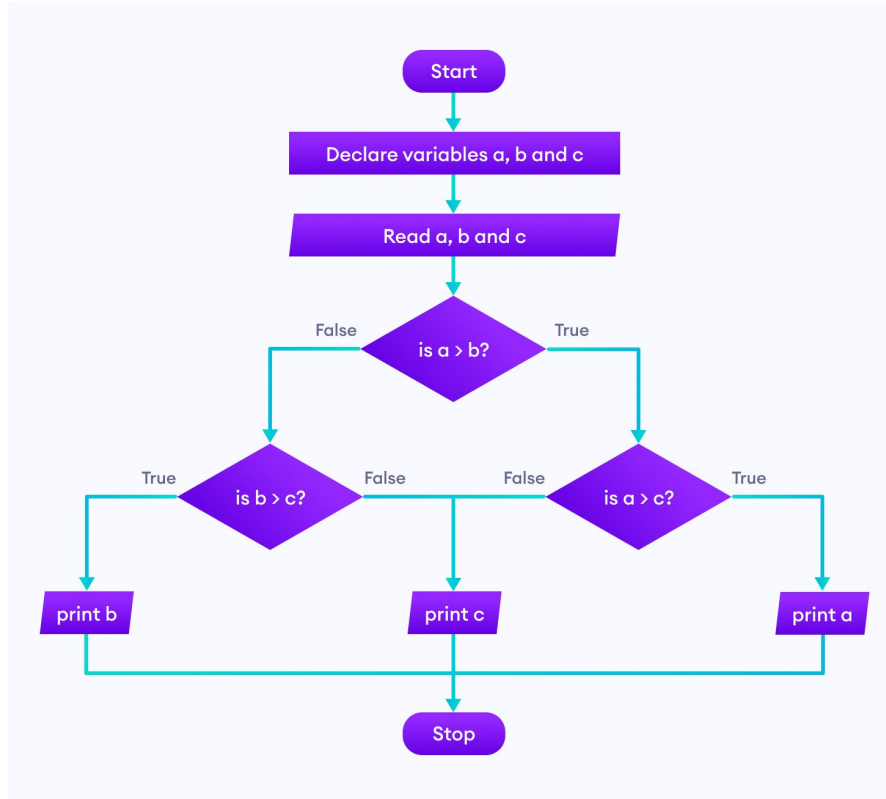 Start
Declare variables a, b and c
Read a, b and c
False
True
is a > b?
True
False
False
True
is b > c?
is a > c?
print b
print c
print a
Stop